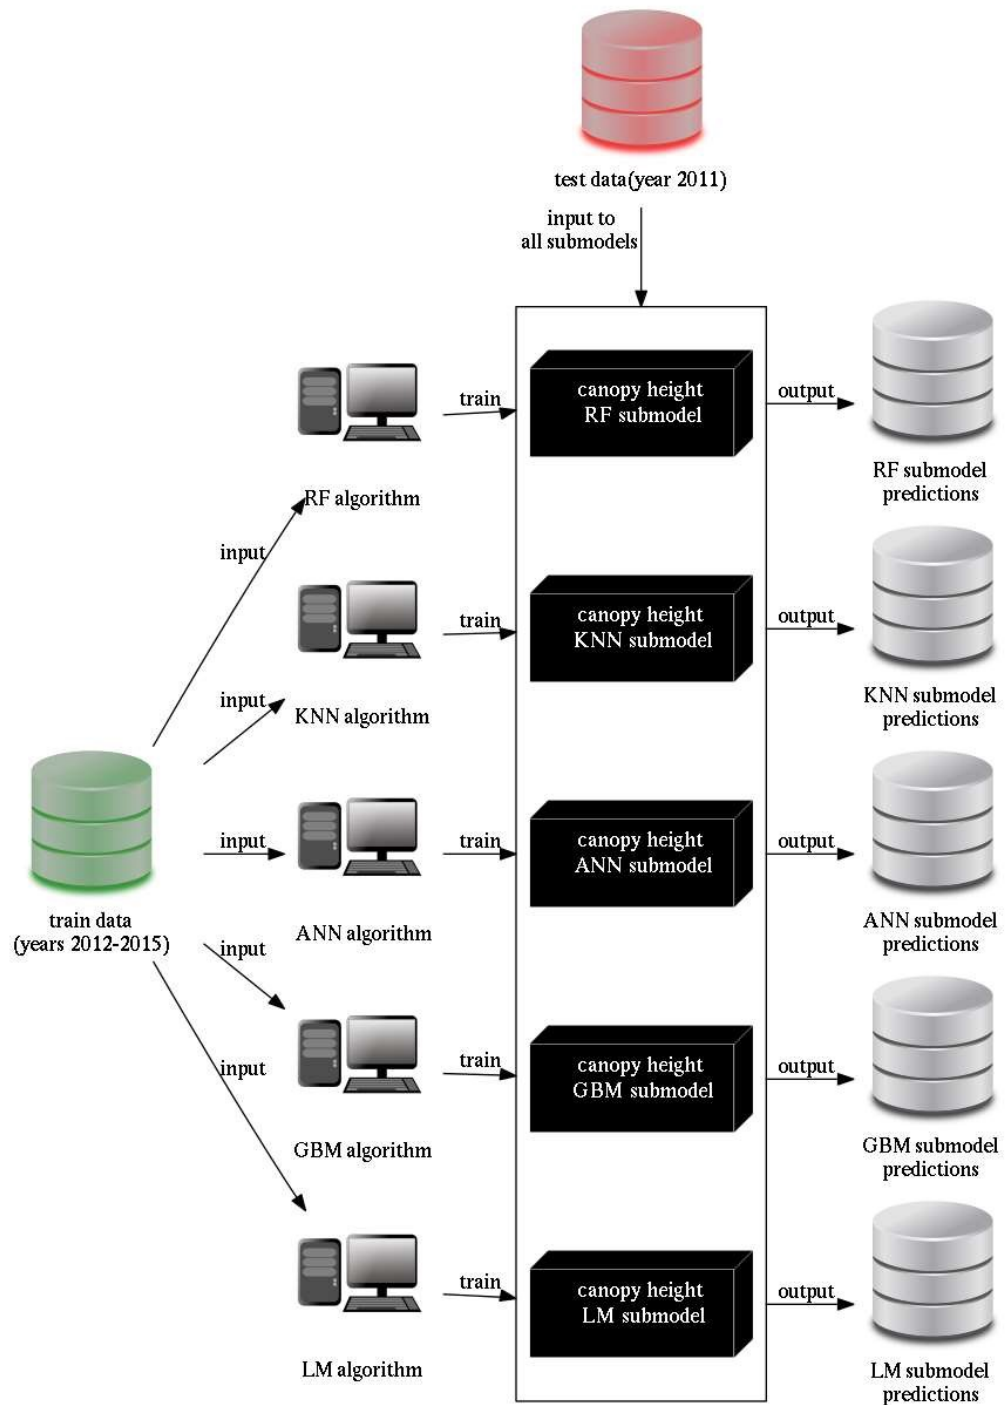 test data(year 2011)
input to
all submodels
train
canopy height
RF submodel
output
RF algorithm
RF submodel
predictions
input
train
canopy height
KNN submodel
output
input
KNN algorithm
KNN submodel
predictions
input
train
canopy height
ANN submodel
output
train data
(years 2012-2015)
ANN algorithm
ANN submodel
predictions
input
train
canopy height
GBM submodel
output
input
GBM algorithm
GBM submodel
predictions
train
canopy height
LM submodel
output
LM algorithm
LM submodel
predictions